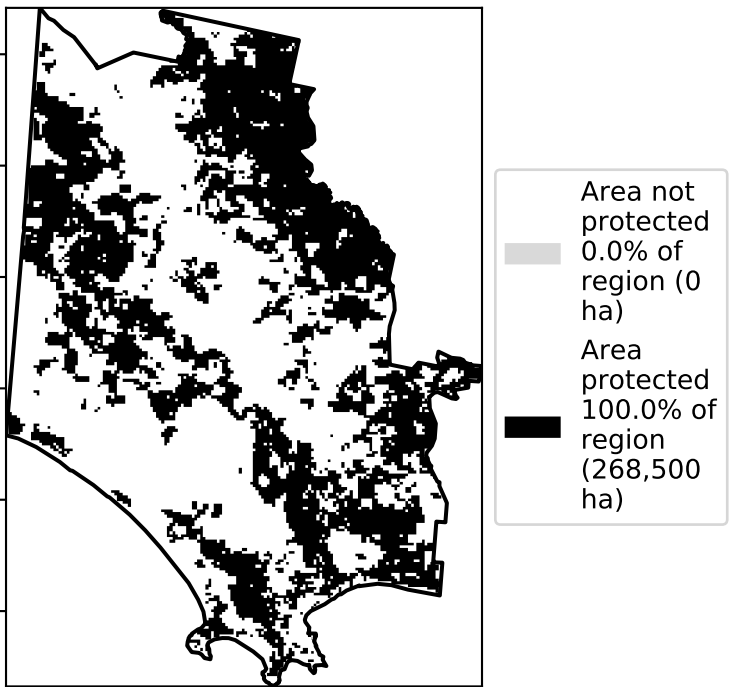 Area not
protected
0.0% of
region (0
ha)
Area
protected
100.0% of
region
(268,500
ha)